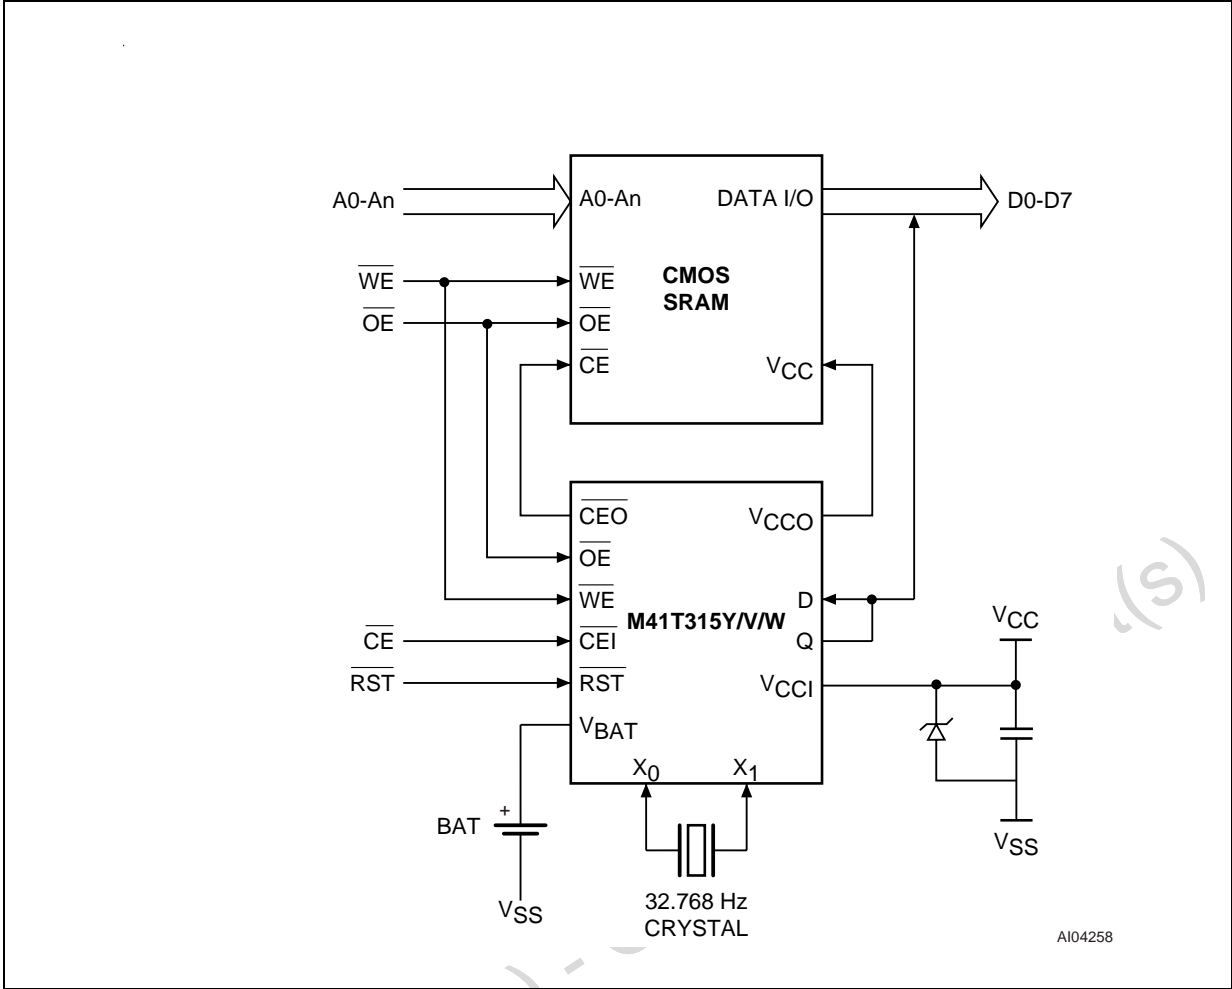 A0-An
A0-An
DATA I/O
D0-D7
WE
WE
CMOS
SRAM
OE
OE
CE
VCC
CEO
VCCO
OE
WE
M41T315Y/V/W
D
CE
CEI
Q
VCC
RST
RST
VCCI
VBAT
X0
X1
+
BAT
VSS
VSS
32.768 Hz
CRYSTAL
AI04258
(s)